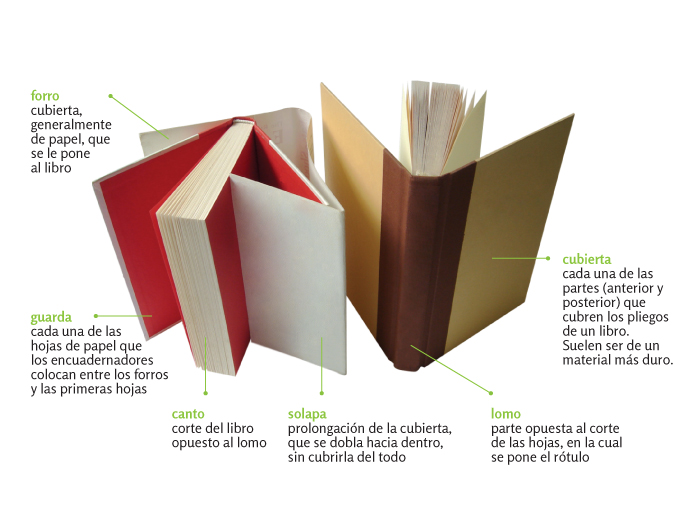 forro
cubierta,
generalmente
de papel, que
se le pone
al libro
cubierta
cada una de las
partes (anterior y
posterior) que
cubren los pliegos
de un libro.
Suelen ser de un
material más duro.
guarda
cada una de las
hojas de papel que
los encuadernadores
colocan entre los forros
y las primeras hojas
canto
corte del libro
opuesto al lomo
solapa
prolongación de la cubierta,
que se dobla hacia dentro,
sin cubrirla del todo
lomo
parte opuesta al corte
de las hojas, en la cual
se pone el rótulo